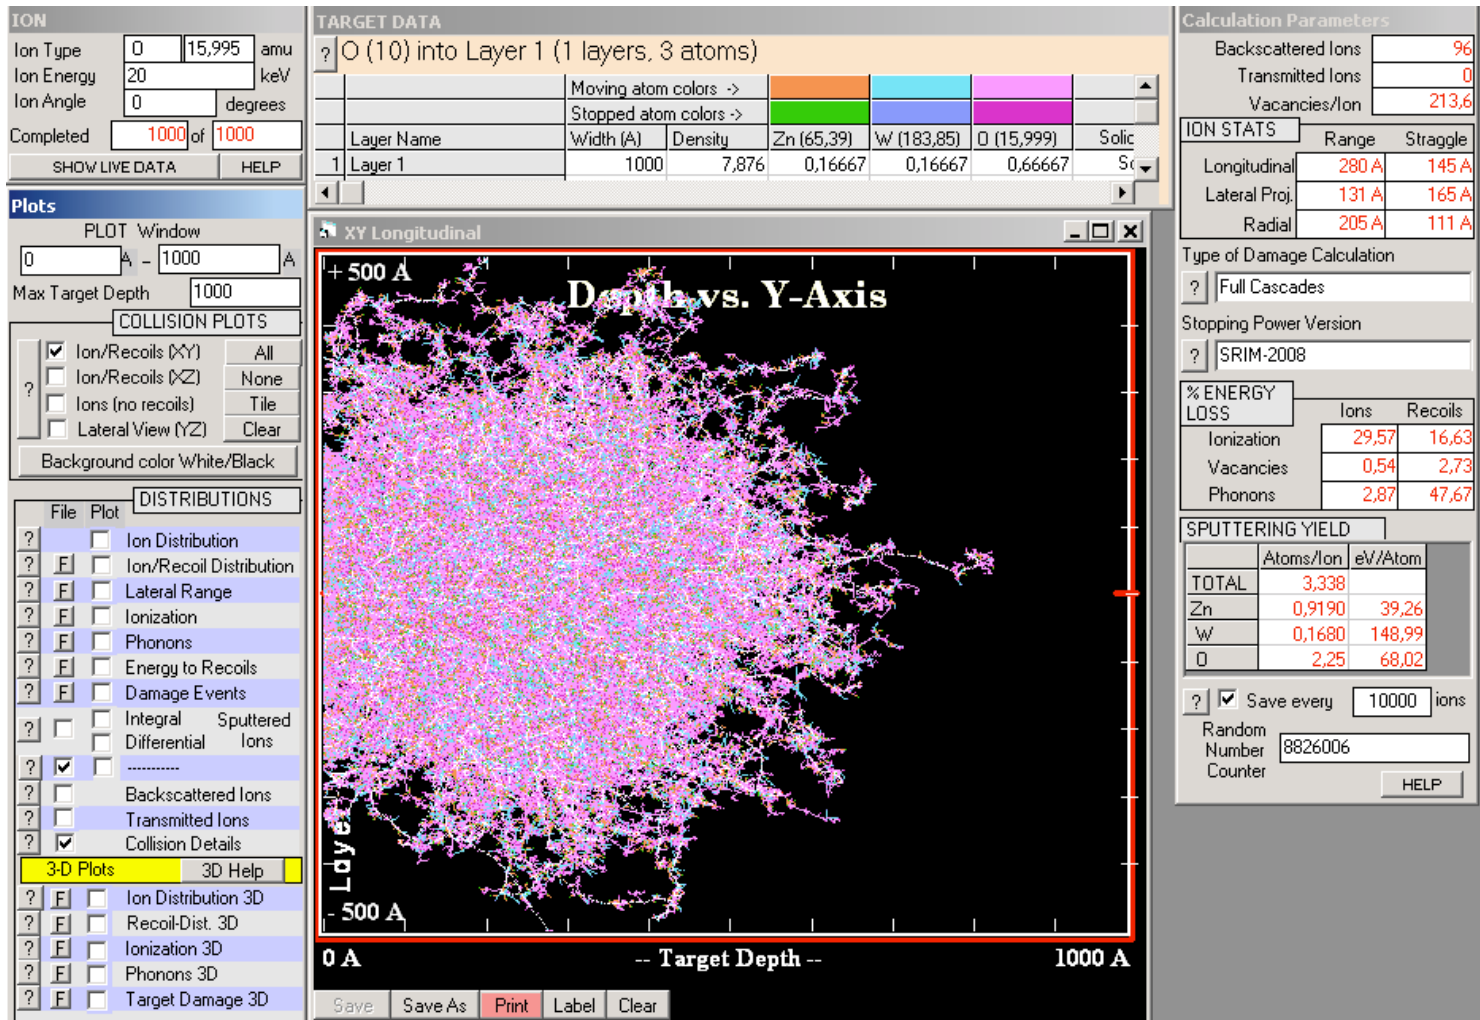 ION
Ion Type O 15,995 amu
Ion Energy 20 keV
Ion Angle 0 degrees
Completed 1000 of 1000
SHOW LIVE DATA HELP
Plots
PLOT Window
0 A - 1000 A
Max Target Depth 1000
COLLISION PLOTS
Ion/Recoils (XY) All
Ion/Recoils (XZ) None
? Ions (no recoils) Tile
Lateral View (YZ) Clear
Background color White/Black
DISTRIBUTIONS
File Plot
? Ion Distribution
? F Ion/Recoil Distribution
? F Lateral Range
? F Ionization
? F Phonons
? F Energy to Recoils
? F Damage Events
? Integral Sputtered
Differential Ions
? -----------
? Backscattered Ions
? Transmitted Ions
? Collision Details
3-D Plots 3D Help
? F Ion Distribution 3D
? F Recoil-Dist. 3D
? F Ionization 3D
? F Phonons 3D
? F Target Damage 3D
TARGET DATA
? O (10) into Layer 1 (1 layers, 3 atoms)
Moving atom colors ->
Stopped atom colors ->
Layer Name Width (A) Density Zn (65,39) W (183,85) O (15,999) Solid
1 Layer 1 1000 7,876 0,16667 0,16667 0,66667
XY Longitudinal
+ 500 A
Depth vs. Y-Axis
Layer
- 500 A
0 A -- Target Depth -- 1000 A
Save Save As Print Label Clear
Calculation Parameters
Backscattered Ions 96
Transmitted Ions 0
Vacancies/Ion 213,6
ION STATS Range Straggle
Longitudinal 280 A 145 A
Lateral Proj. 131 A 165 A
Radial 205 A 111 A
Type of Damage Calculation
? Full Cascades
Stopping Power Version
? SRIM-2008
% ENERGY
LOSS Ions Recoils
Ionization 29,57 16,63
Vacancies 0,54 2,73
Phonons 2,87 47,67
SPUTTERING YIELD
Atoms/Ion eV/Atom
TOTAL 3,338
Zn 0,9190 39,26
W 0,1680 148,99
O 2,25 68,02
? Save every 10000 ions
Random
Number 8826006
Counter
HELP